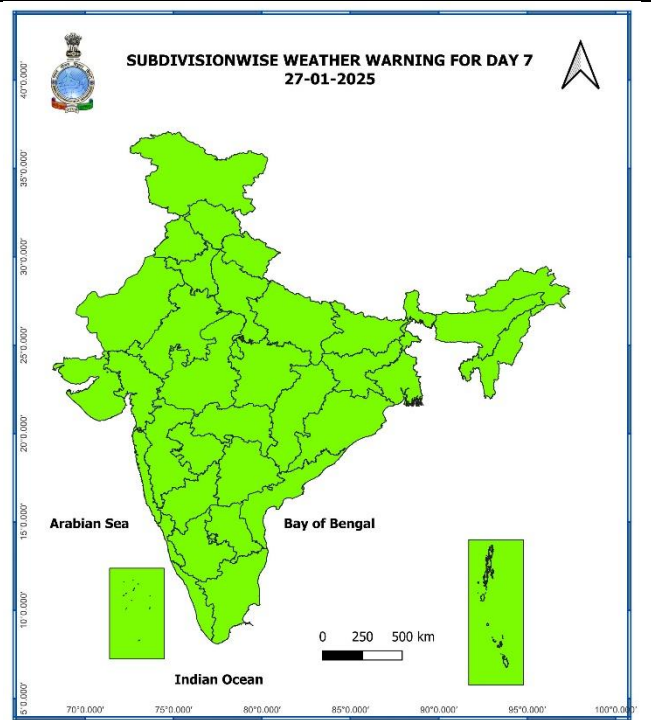 SUBDIVISIONWISE WEATHER WARNING FOR DAY 7
27-01-2025
40°0.000'
35°0.000'
30°0.000'
25°0.000'
20°0.000'
15°0.000'
10°0.000'
5°0.000'
Arabian Sea
Bay of Bengal
0 250 500 km
Indian Ocean
70°0.000' 75°0.000' 80°0.000' 85°0.000' 90°0.000' 95°0.000' 100°0.000'